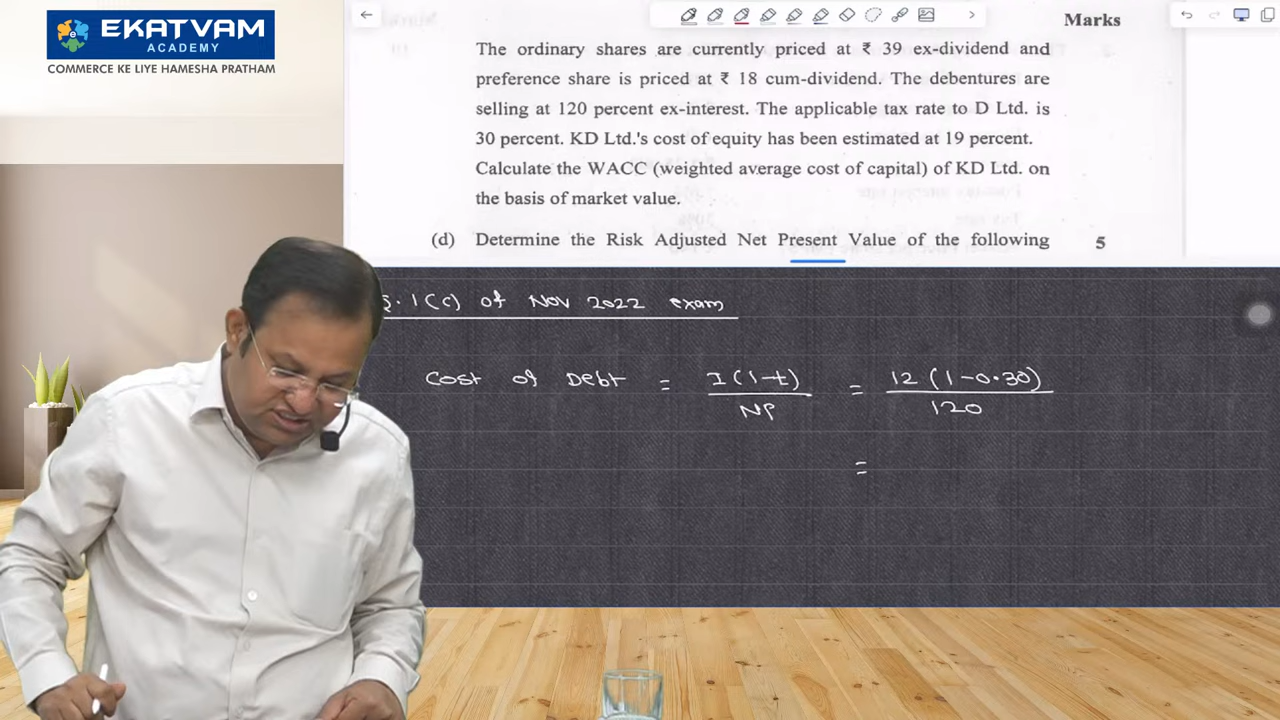 EKATVAM
ACADEMY
COMMERCE KE LIYE HAMESHA PRATHAM
Marks
The ordinary shares are currently priced at ₹ 39 ex-dividend and
preference share is priced at ₹ 18 cum-dividend. The debentures are
selling at 120 percent ex-interest. The applicable tax rate to D Ltd. is
30 percent. KD Ltd.'s cost of equity has been estimated at 19 percent.
Calculate the WACC (weighted average cost of capital) of KD Ltd. on
the basis of market value.
(d) Determine the Risk Adjusted Net Present Value of the following 5
1(c) of Nov 2022 exam
Cost of Debt = I(1-t) / NP = 12(1-0.30) / 120
=